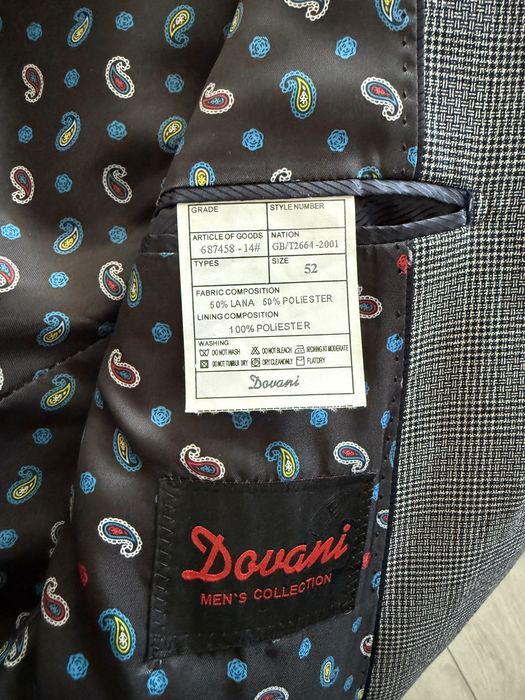 GRADE STYLE NUMBER
ARTICLE OF GOODS NATION
687458-14# GB/T2664-2001
TYPES SIZE 52
FABRIC COMPOSITION
50% LANA 50% POLIESTER
LINING COMPOSITION
100% POLIESTER
WASHING
DO NOT WASH DO NOT BLEACH IRONING AT MODERATE
DO NOT TUMBLE DRY DRY CLEAN ONLY FLAT DRY
Dovani
Dovani
MEN'S COLLECTION